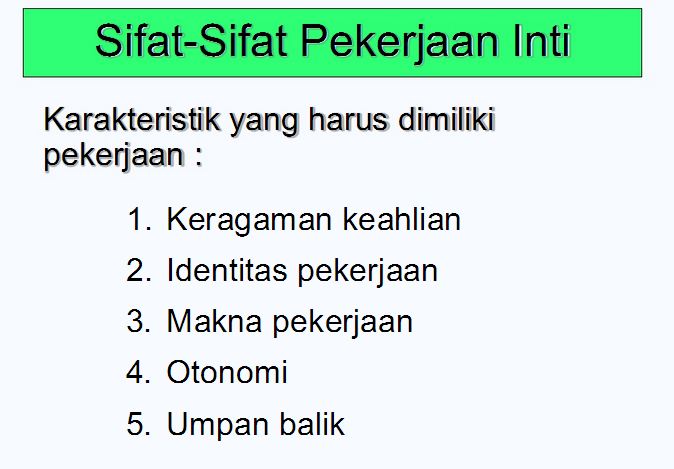 Sifat-Sifat Pekerjaan Inti
Karakteristik yang harus dimiliki
pekerjaan :
1. Keragaman keahlian
2. Identitas pekerjaan
3. Makna pekerjaan
4. Otonomi
5. Umpan balik